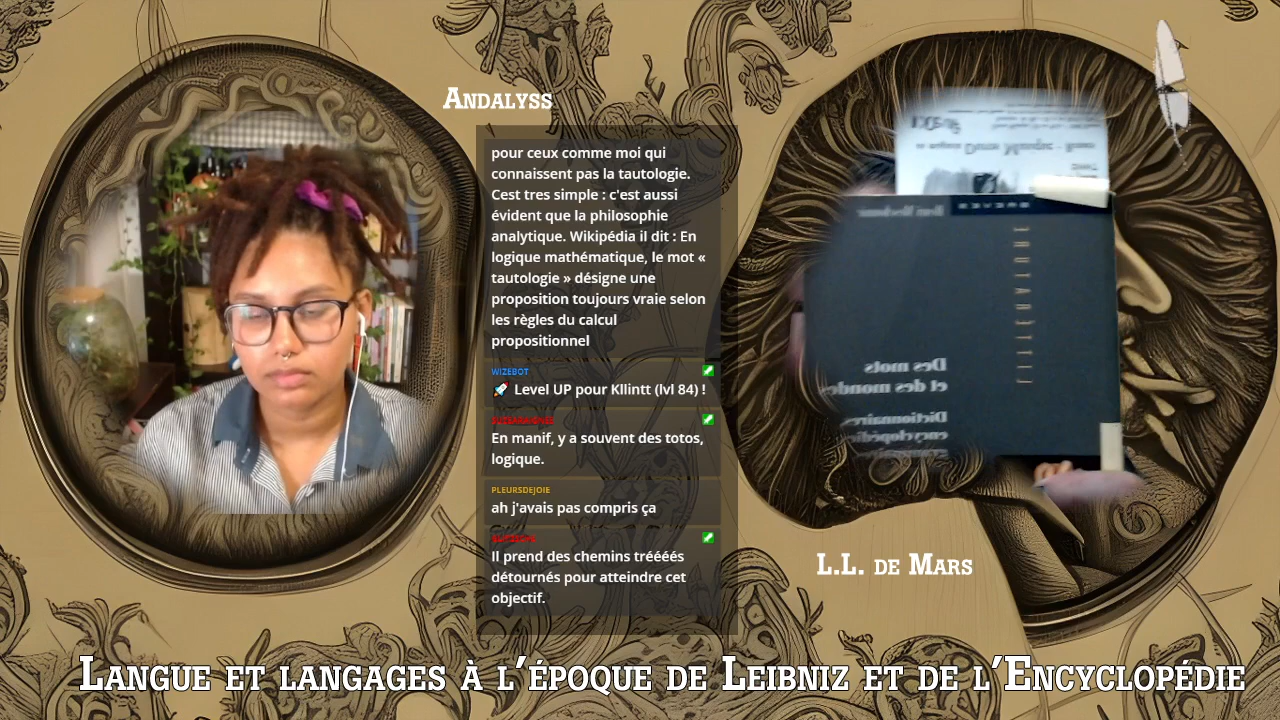 Andalyss
pour ceux comme moi qui
connaissent pas la tautologie.
Cest tres simple : c'est aussi
évident que la philosophie
analytique. Wikipédia il dit : En
logique mathématique, le mot «
tautologie » désigne une
proposition toujours vraie selon
les règles du calcul
propositionnel
WIZEBOT
🚀 Level UP pour Kllintt (lvl 84) !
En manif, y a souvent des totos,
logique.
PLEURSDEJOIE
ah j'avais pas compris ça
Il prend des chemins tréééés
détournés pour atteindre cet
objectif.
Des mots
et des mondes
Dictionnaires
encyclopédies
L.L. de Mars
Langue et langages à l'époque de Leibniz et de l'Encyclopédie